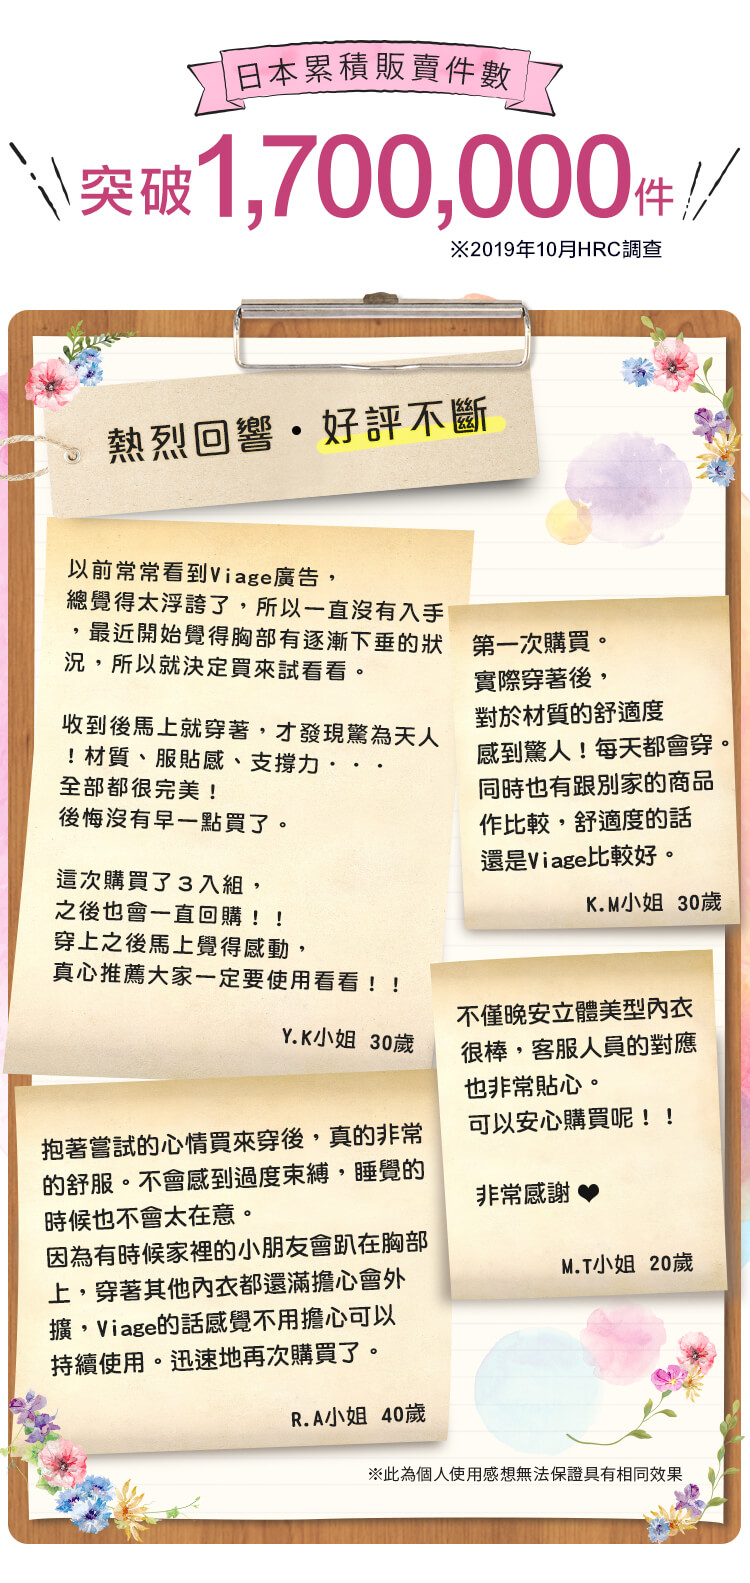 日本累積販賣件數
突破1,700,000件
※2019年10月HRC調查
熱烈回響・好評不斷
以前常常看到Viage廣告，
總覺得太浮誇了，所以一直沒有入手
，最近開始覺得胸部有逐漸下垂的狀
況，所以就決定買來試看看。
收到後馬上就穿著，才發現驚為天人
！材質、服貼感、支撐力・・・
全部都很完美！
後悔沒有早一點買了。
這次購買了３入組，
之後也會一直回購！！
穿上之後馬上覺得感動，
真心推薦大家一定要使用看看！！
Y.K小姐 30歲
第一次購買。
實際穿著後，
對於材質的舒適度
感到驚人！每天都會穿。
同時也有跟別家的商品
作比較，舒適度的話
還是Viage比較好。
K.M小姐 30歲
不僅晚安立體美型內衣
很棒，客服人員的對應
也非常貼心。
可以安心購買呢！！
非常感謝❤
M.T小姐 20歲
抱著嘗試的心情買來穿後，真的非常
的舒服。不會感到過度束縛，睡覺的
時候也不會太在意。
因為有時候家裡的小朋友會趴在胸部
上，穿著其他內衣都還滿擔心會外
擴，Viage的話感覺不用擔心可以
持續使用。迅速地再次購買了。
R.A小姐 40歲
※此為個人使用感想無法保證具有相同效果